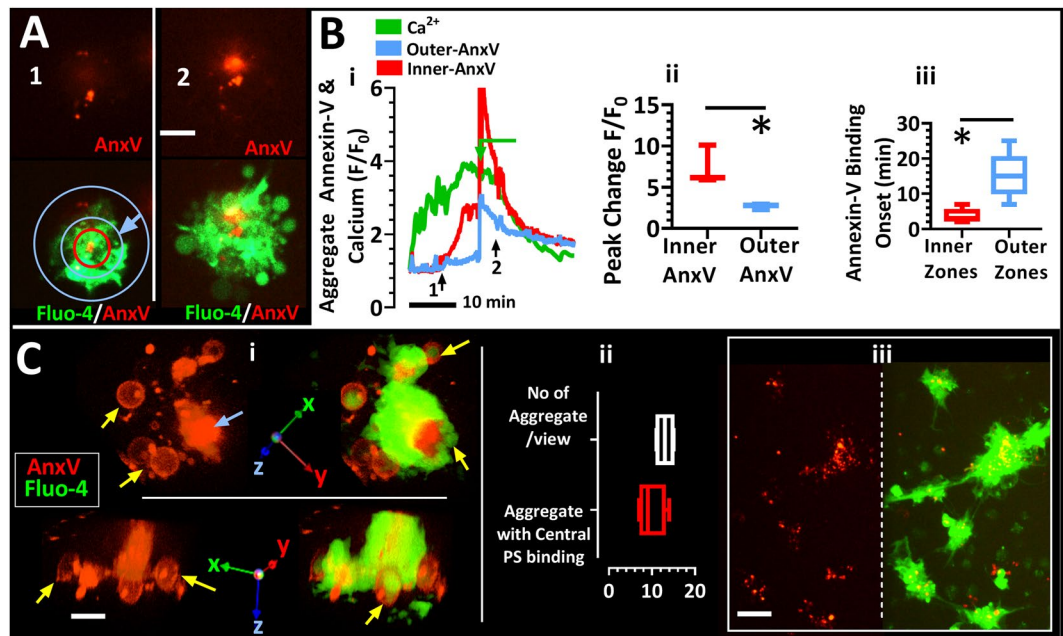 A
1
2
AnxV
AnxV
Fluo-4/AnxV
Fluo-4/AnxV
B
Ca2+
Outer-AnxV
Inner-AnxV
i
Aggregate Annexin-V &
Calcium (F/F0)
6
4
2
0
1
2
10 min
ii
Peak Change F/F0
15
10
5
0
*
Inner
AnxV
Outer
AnxV
iii
Annexin-V Binding
Onset (min)
30
20
10
0
*
Inner
Zones
Outer
Zones
C
i
x
y
z
AnxV
Fluo-4
x
y
z
ii
No of
Aggregate
/view
Aggregate
with Central
PS binding
0
10
20
iii